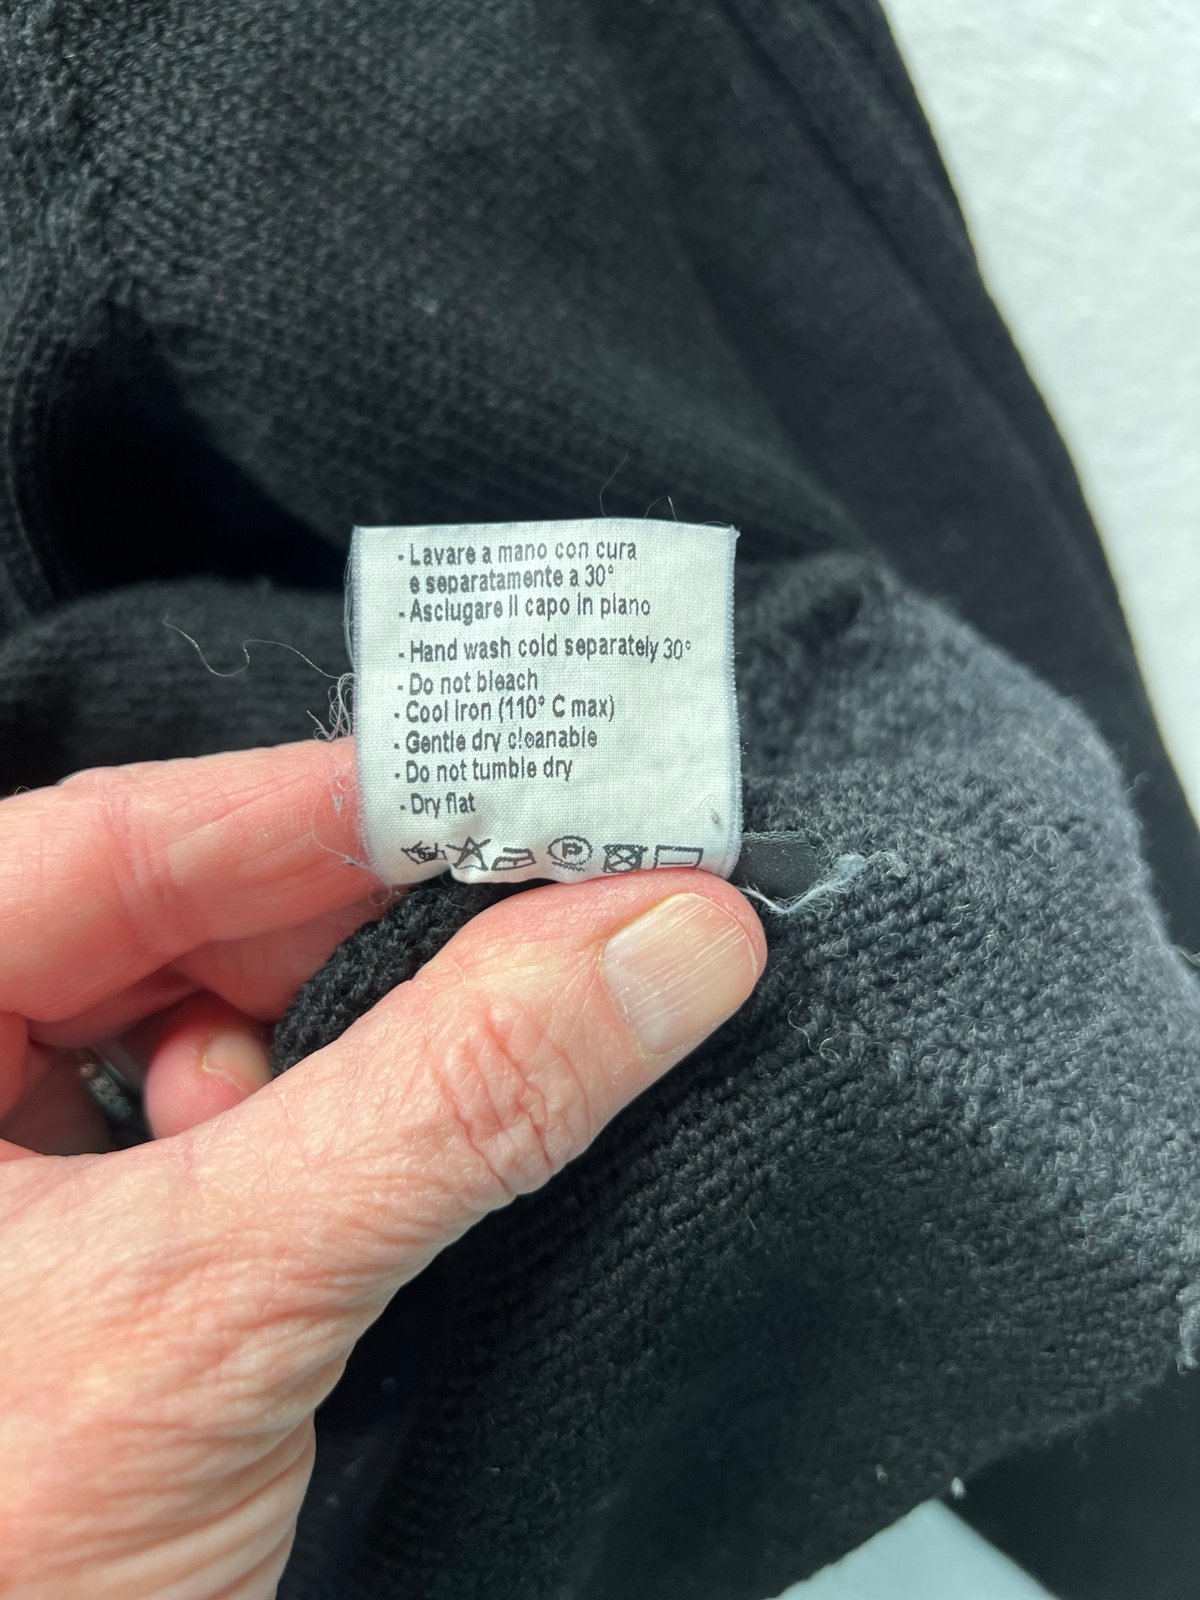 - Lavare a mano con cura
e separatamente a 30°
- Asciugare il capo in piano
- Hand wash cold separately 30°
- Do not bleach
- Cool iron (110° C max)
- Gentle dry cleanable
- Do not tumble dry
- Dry flat
P